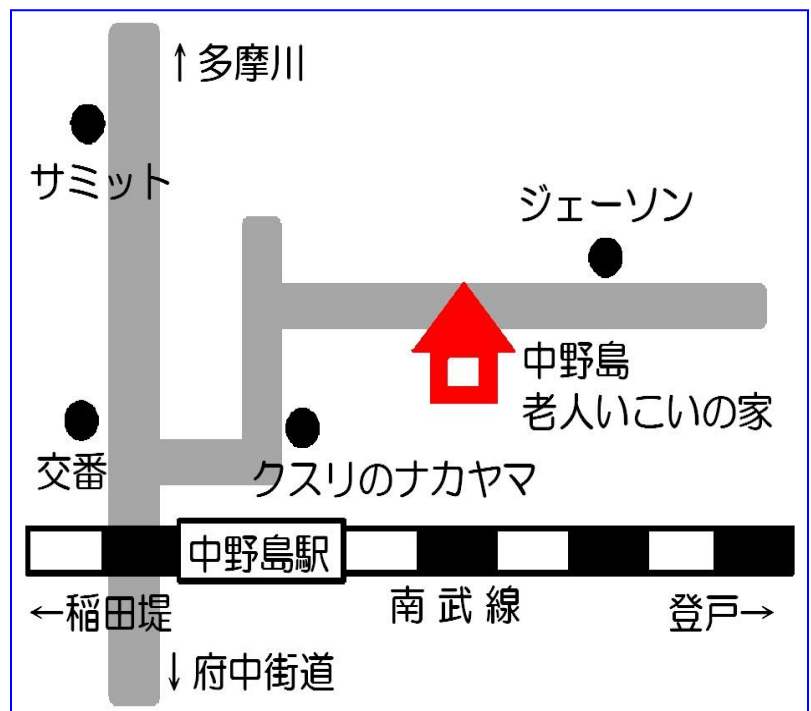 ↑多摩川
サミット
ジェーソン
中野島
老人いこいの家
交番
クスリのナカヤマ
中野島駅
←稲田堤
南武線
登戸→
↓府中街道